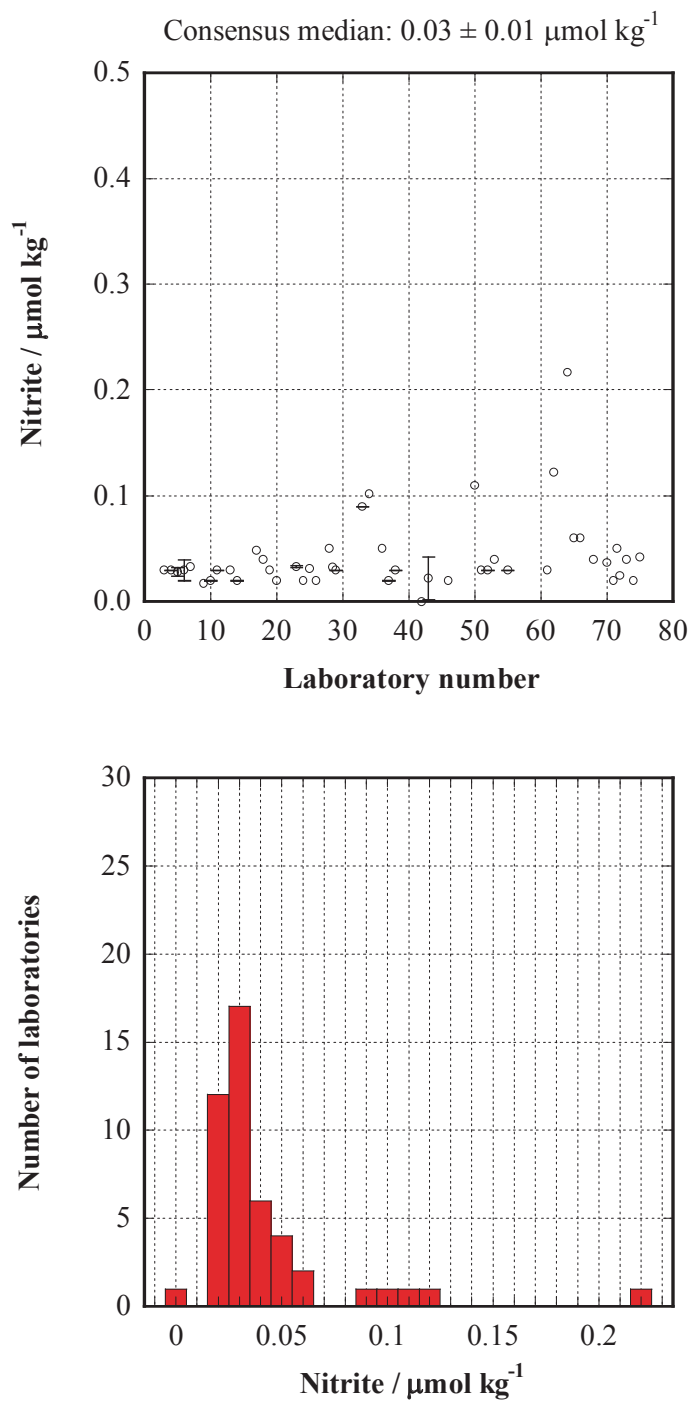 Consensus median: 0.03 ± 0.01 μmol kg⁻¹
0.5
0.4
0.3
0.2
0.1
0.0
Nitrite / μmol kg⁻¹
0 10 20 30 40 50 60 70 80
Laboratory number
30
25
20
15
10
5
0
Number of laboratories
0 0.05 0.1 0.15 0.2
Nitrite / μmol kg⁻¹